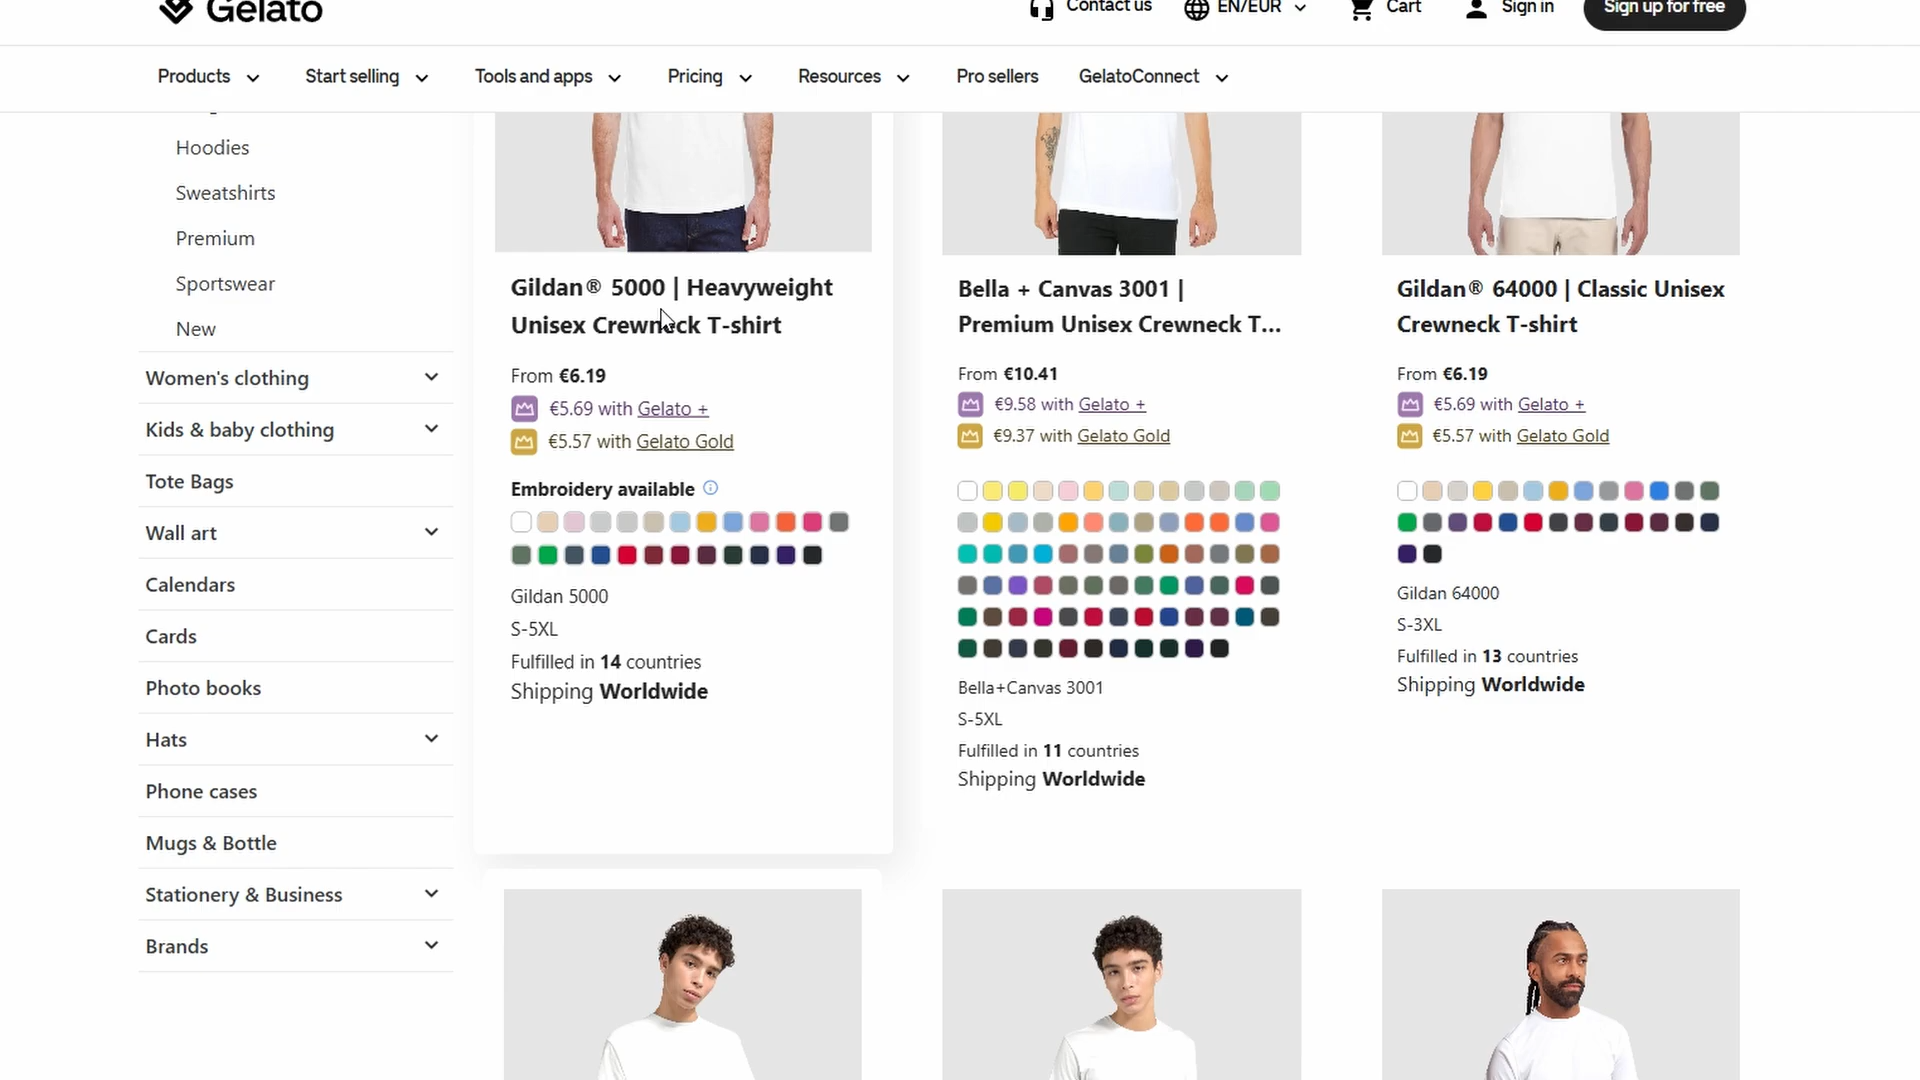 Gelato
Contact us
EN/EUR
Cart
Sign in
Sign up for free
Products
Start selling
Tools and apps
Pricing
Resources
Pro sellers
GelatoConnect
Hoodies
Sweatshirts
Premium
Sportswear
New
Women's clothing
Kids & baby clothing
Tote Bags
Wall art
Calendars
Cards
Photo books
Hats
Phone cases
Mugs & Bottle
Stationery & Business
Brands
Gildan® 5000 | Heavyweight
Unisex Crewneck T-shirt
From €6.19
€5.69 with Gelato +
€5.57 with Gelato Gold
Embroidery available
Gildan 5000
S-5XL
Fulfilled in 14 countries
Shipping Worldwide
Bella + Canvas 3001 |
Premium Unisex Crewneck T...
From €10.41
€9.58 with Gelato +
€9.37 with Gelato Gold
Bella+Canvas 3001
S-5XL
Fulfilled in 11 countries
Shipping Worldwide
Gildan® 64000 | Classic Unisex
Crewneck T-shirt
From €6.19
€5.69 with Gelato +
€5.57 with Gelato Gold
Gildan 64000
S-3XL
Fulfilled in 13 countries
Shipping Worldwide